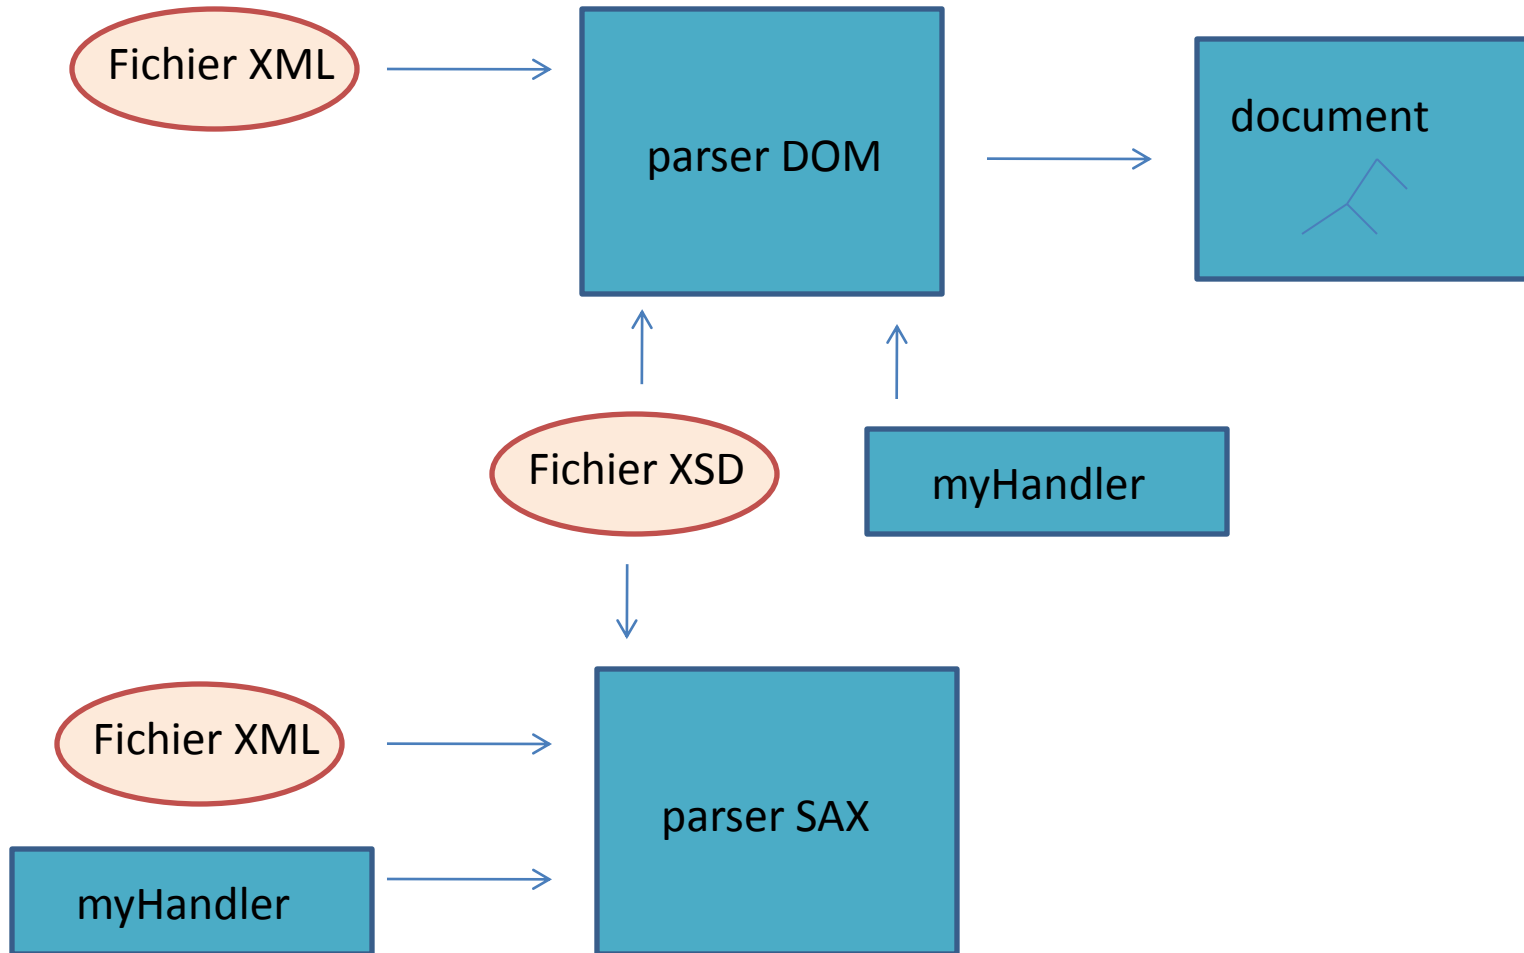 Fichier XML
parser DOM
document
Fichier XSD
myHandler
Fichier XML
parser SAX
myHandler